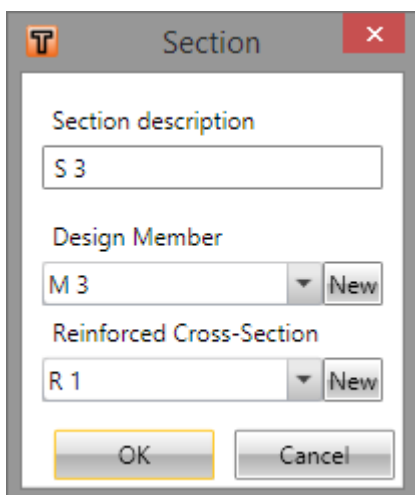 Section
Section description
S 3
Design Member
M 3 New
Reinforced Cross-Section
R 1 New
OK Cancel